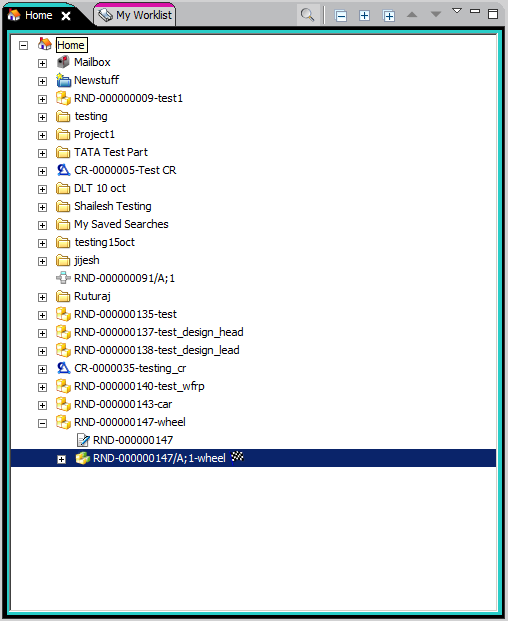 Home
My Worklist
Home
Mailbox
Newstuff
RND-000000009-test1
testing
Project1
TATA Test Part
CR-0000005-Test CR
DLT 10 oct
Shailesh Testing
My Saved Searches
testing15oct
jijesh
RND-000000091/A;1
Ruturaj
RND-000000135-test
RND-000000137-test_design_head
RND-000000138-test_design_lead
CR-0000035-testing_cr
RND-000000140-test_wfrp
RND-000000143-car
RND-000000147-wheel
RND-000000147
RND-000000147/A;1-wheel